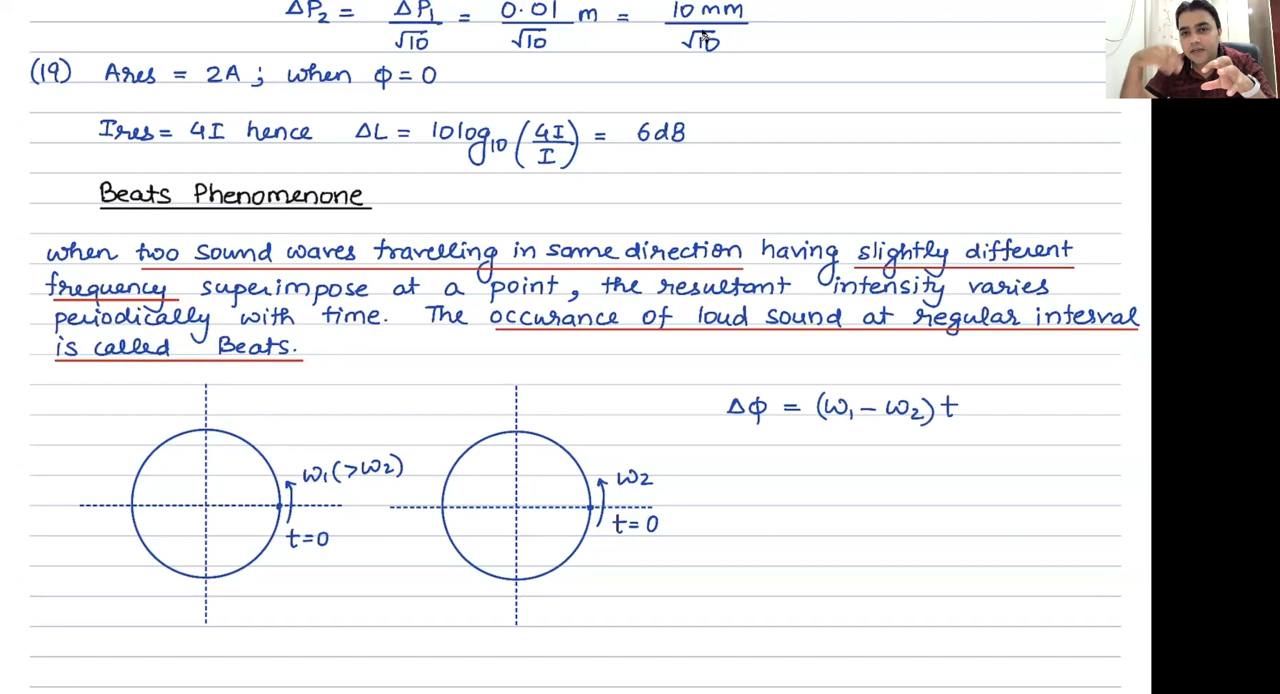 ΔP₂ = ΔP₁/√10 = 0.01/√10 m = 10 mm/√10
(19) Ares = 2A ; when φ = 0
Ires = 4I hence ΔL = 10log₁₀ (4I/I) = 6dB
Beats Phenomenone
when two sound waves travelling in same direction having slightly different
frequency superimpose at a point, the resultant intensity varies
periodically with time. The occurance of loud sound at regular interval
is called Beats.
Δφ = (ω₁ − ω₂) t
ω₁(>ω₂)
t=0
ω₂
t=0